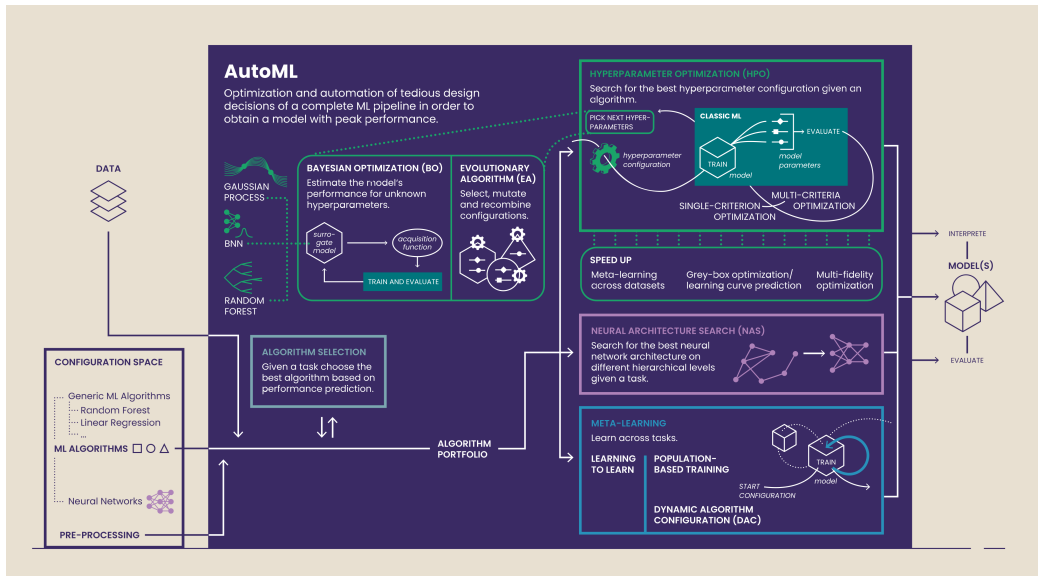 AutoML
Optimization and automation of tedious design
decisions of a complete ML pipeline in order to
obtain a model with peak performance.
DATA
GAUSSIAN
PROCESS
BNN
RANDOM
FOREST
BAYESIAN OPTIMIZATION (BO)
Estimate the model's
performance for unknown
hyperparameters.
surro-
gate
model
acquisition
function
TRAIN AND EVALUATE
EVOLUTIONARY
ALGORITHM (EA)
Select, mutate
and recombine
configurations.
HYPERPARAMETER OPTIMIZATION (HPO)
Search for the best hyperparameter configuration given an
algorithm.
PICK NEXT HYPER-
PARAMETERS
hyperparameter
configuration
CLASSIC ML
TRAIN
model
EVALUATE
model
parameters
MULTI-CRITERIA
OPTIMIZATION
SINGLE-CRITERION
OPTIMIZATION
SPEED UP
Meta-learning
across datasets
Grey-box optimization/
learning curve prediction
Multi-fidelity
optimization
INTERPRETE
MODEL(S)
EVALUATE
CONFIGURATION SPACE
Generic ML Algorithms
Random Forest
Linear Regression
...
ML ALGORITHMS
Neural Networks
PRE-PROCESSING
ALGORITHM SELECTION
Given a task choose the
best algorithm based on
performance prediction.
ALGORITHM
PORTFOLIO
NEURAL ARCHITECTURE SEARCH (NAS)
Search for the best neural
network architecture on
different hierarchical levels
given a task.
META-LEARNING
Learn across tasks.
LEARNING
TO LEARN
POPULATION-
BASED TRAINING
START
CONFIGURATION
TRAIN
model
DYNAMIC ALGORITHM
CONFIGURATION (DAC)